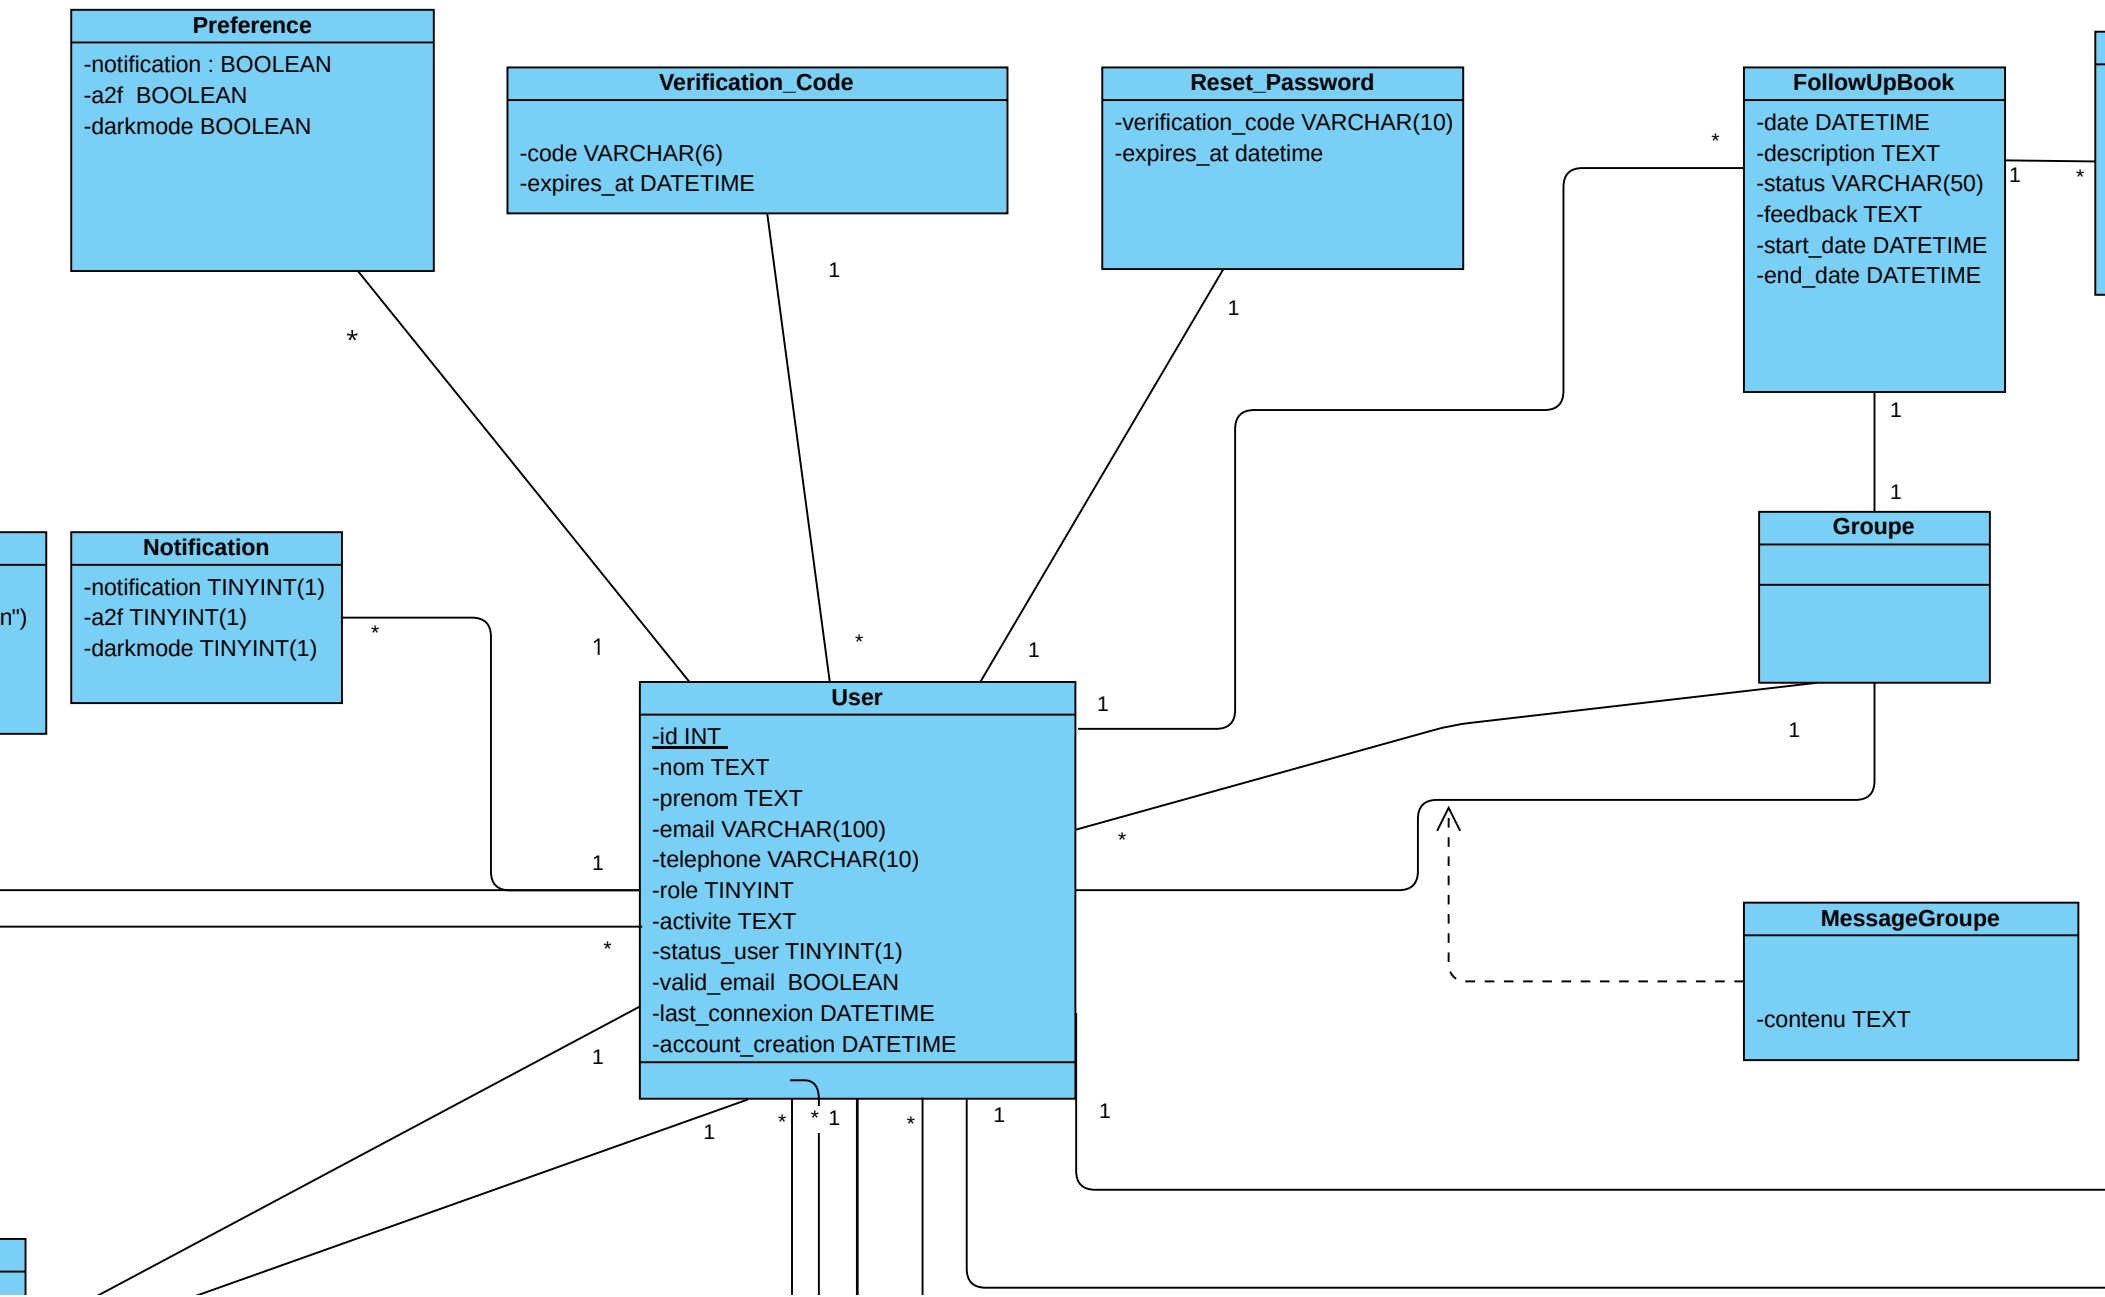 Preference
-notification : BOOLEAN
-a2f  BOOLEAN
-darkmode BOOLEAN
*
Verification_Code
-code VARCHAR(6)
-expires_at DATETIME
1
*
Reset_Password
-verification_code VARCHAR(10)
-expires_at datetime
1
1
FollowUpBook
-date DATETIME
-description TEXT
-status VARCHAR(50)
-feedback TEXT
-start_date DATETIME
-end_date DATETIME
*
1
*
1
1
Groupe
1
n")
Notification
-notification TINYINT(1)
-a2f TINYINT(1)
-darkmode TINYINT(1)
*
1
1
User
-id INT
-nom TEXT
-prenom TEXT
-email VARCHAR(100)
-telephone VARCHAR(10)
-role TINYINT
-activite TEXT
-status_user TINYINT(1)
-valid_email  BOOLEAN
-last_connexion DATETIME
-account_creation DATETIME
1
*
*
1
1
*
*
1
*
1
1
MessageGroupe
-contenu TEXT